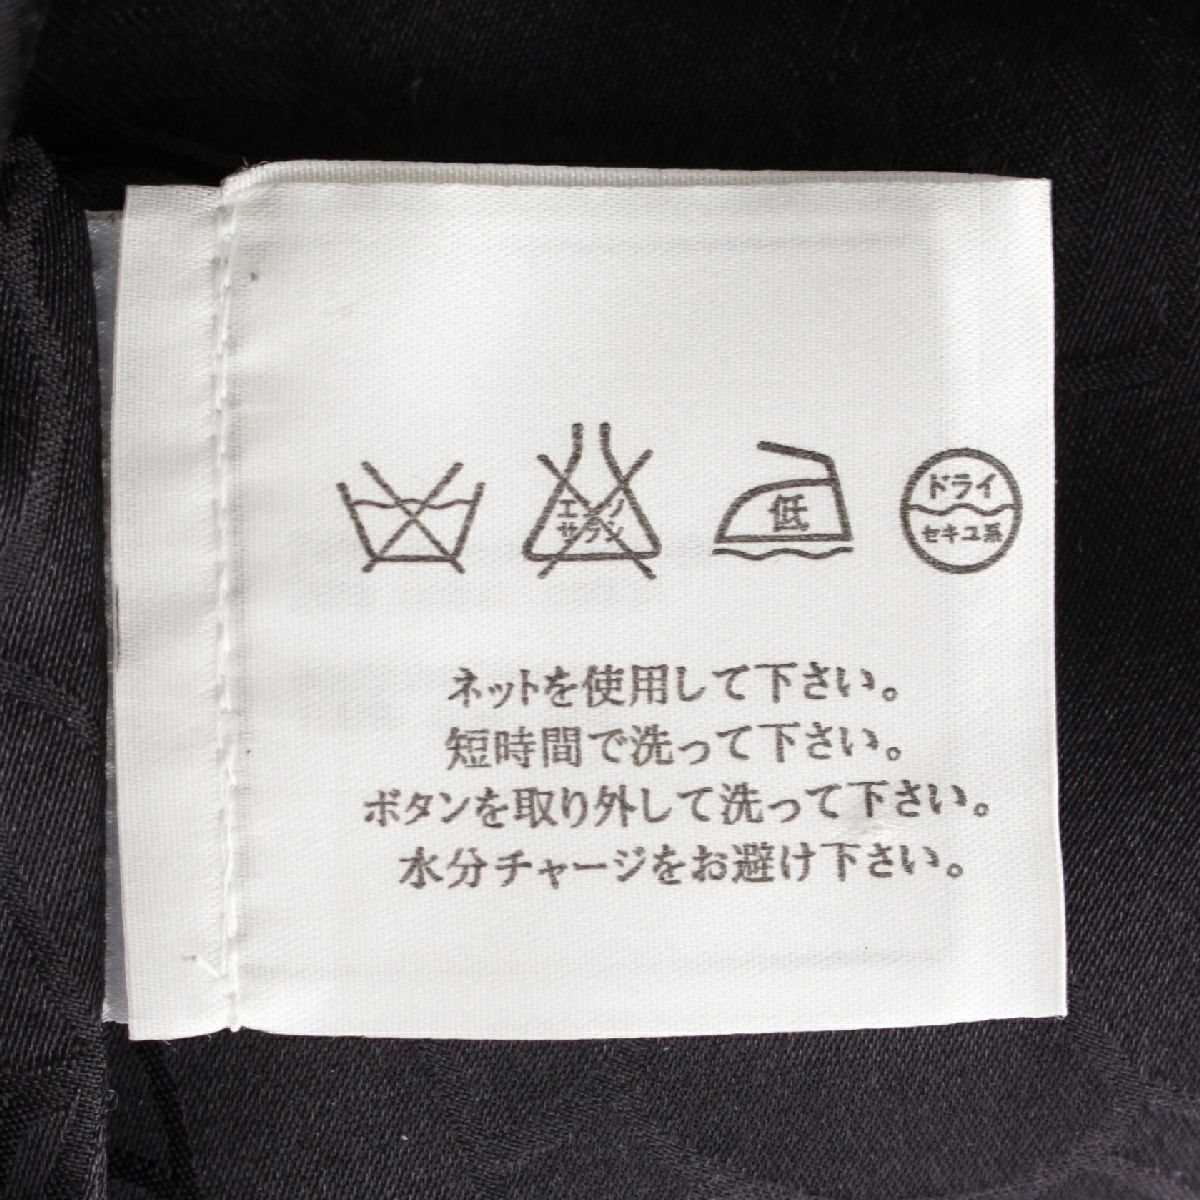 エンソ
サラシ
低
ドライ
セキユ系
ネットを使用して下さい。
短時間で洗って下さい。
ボタンを取り外して洗って下さい。
水分チャージをお避け下さい。